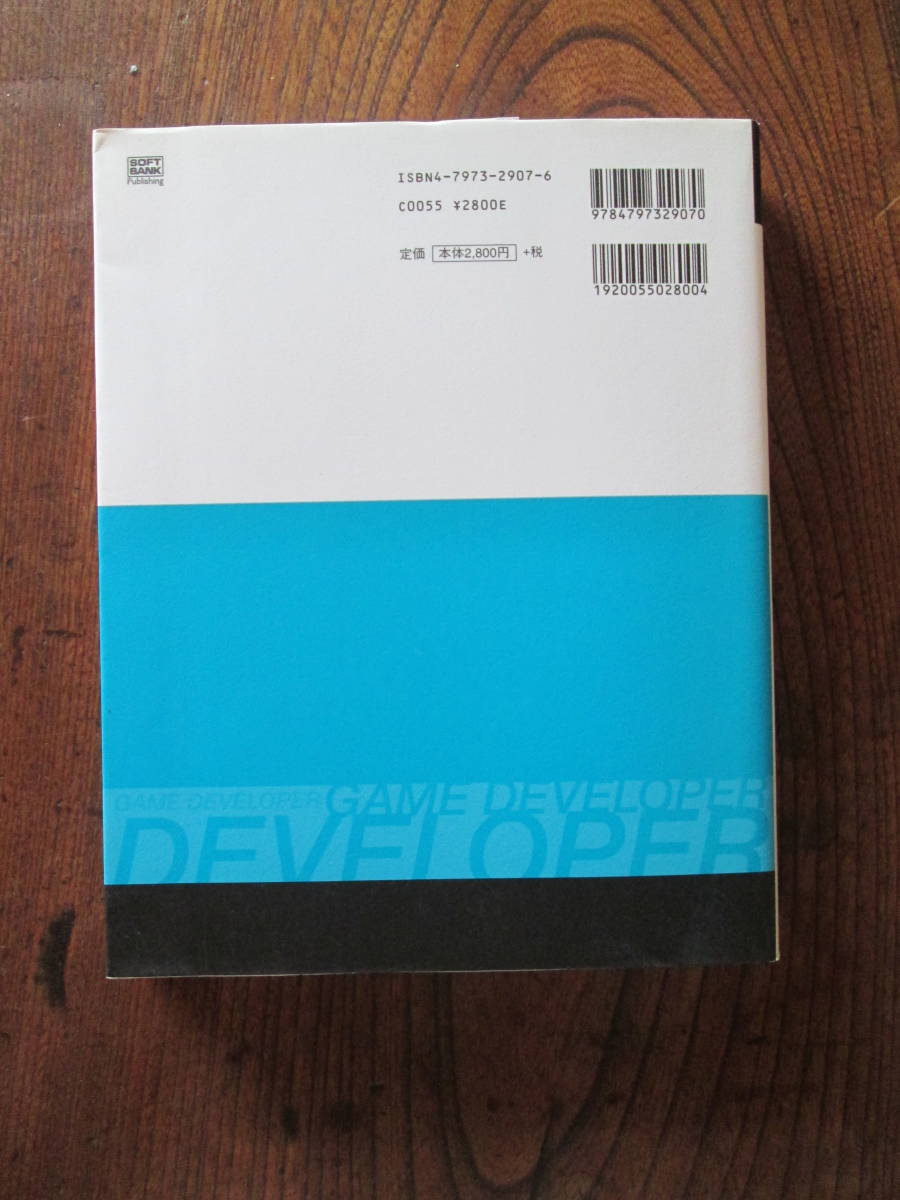 SOFT
BANK
Publishing
ISBN4-7973-2907-6
C0055 ¥2800E
定価 本体2,800円 +税
9784797329070
1920055028004
GAME DEVELOPER GAME DEVELOPER
DEVELOPER